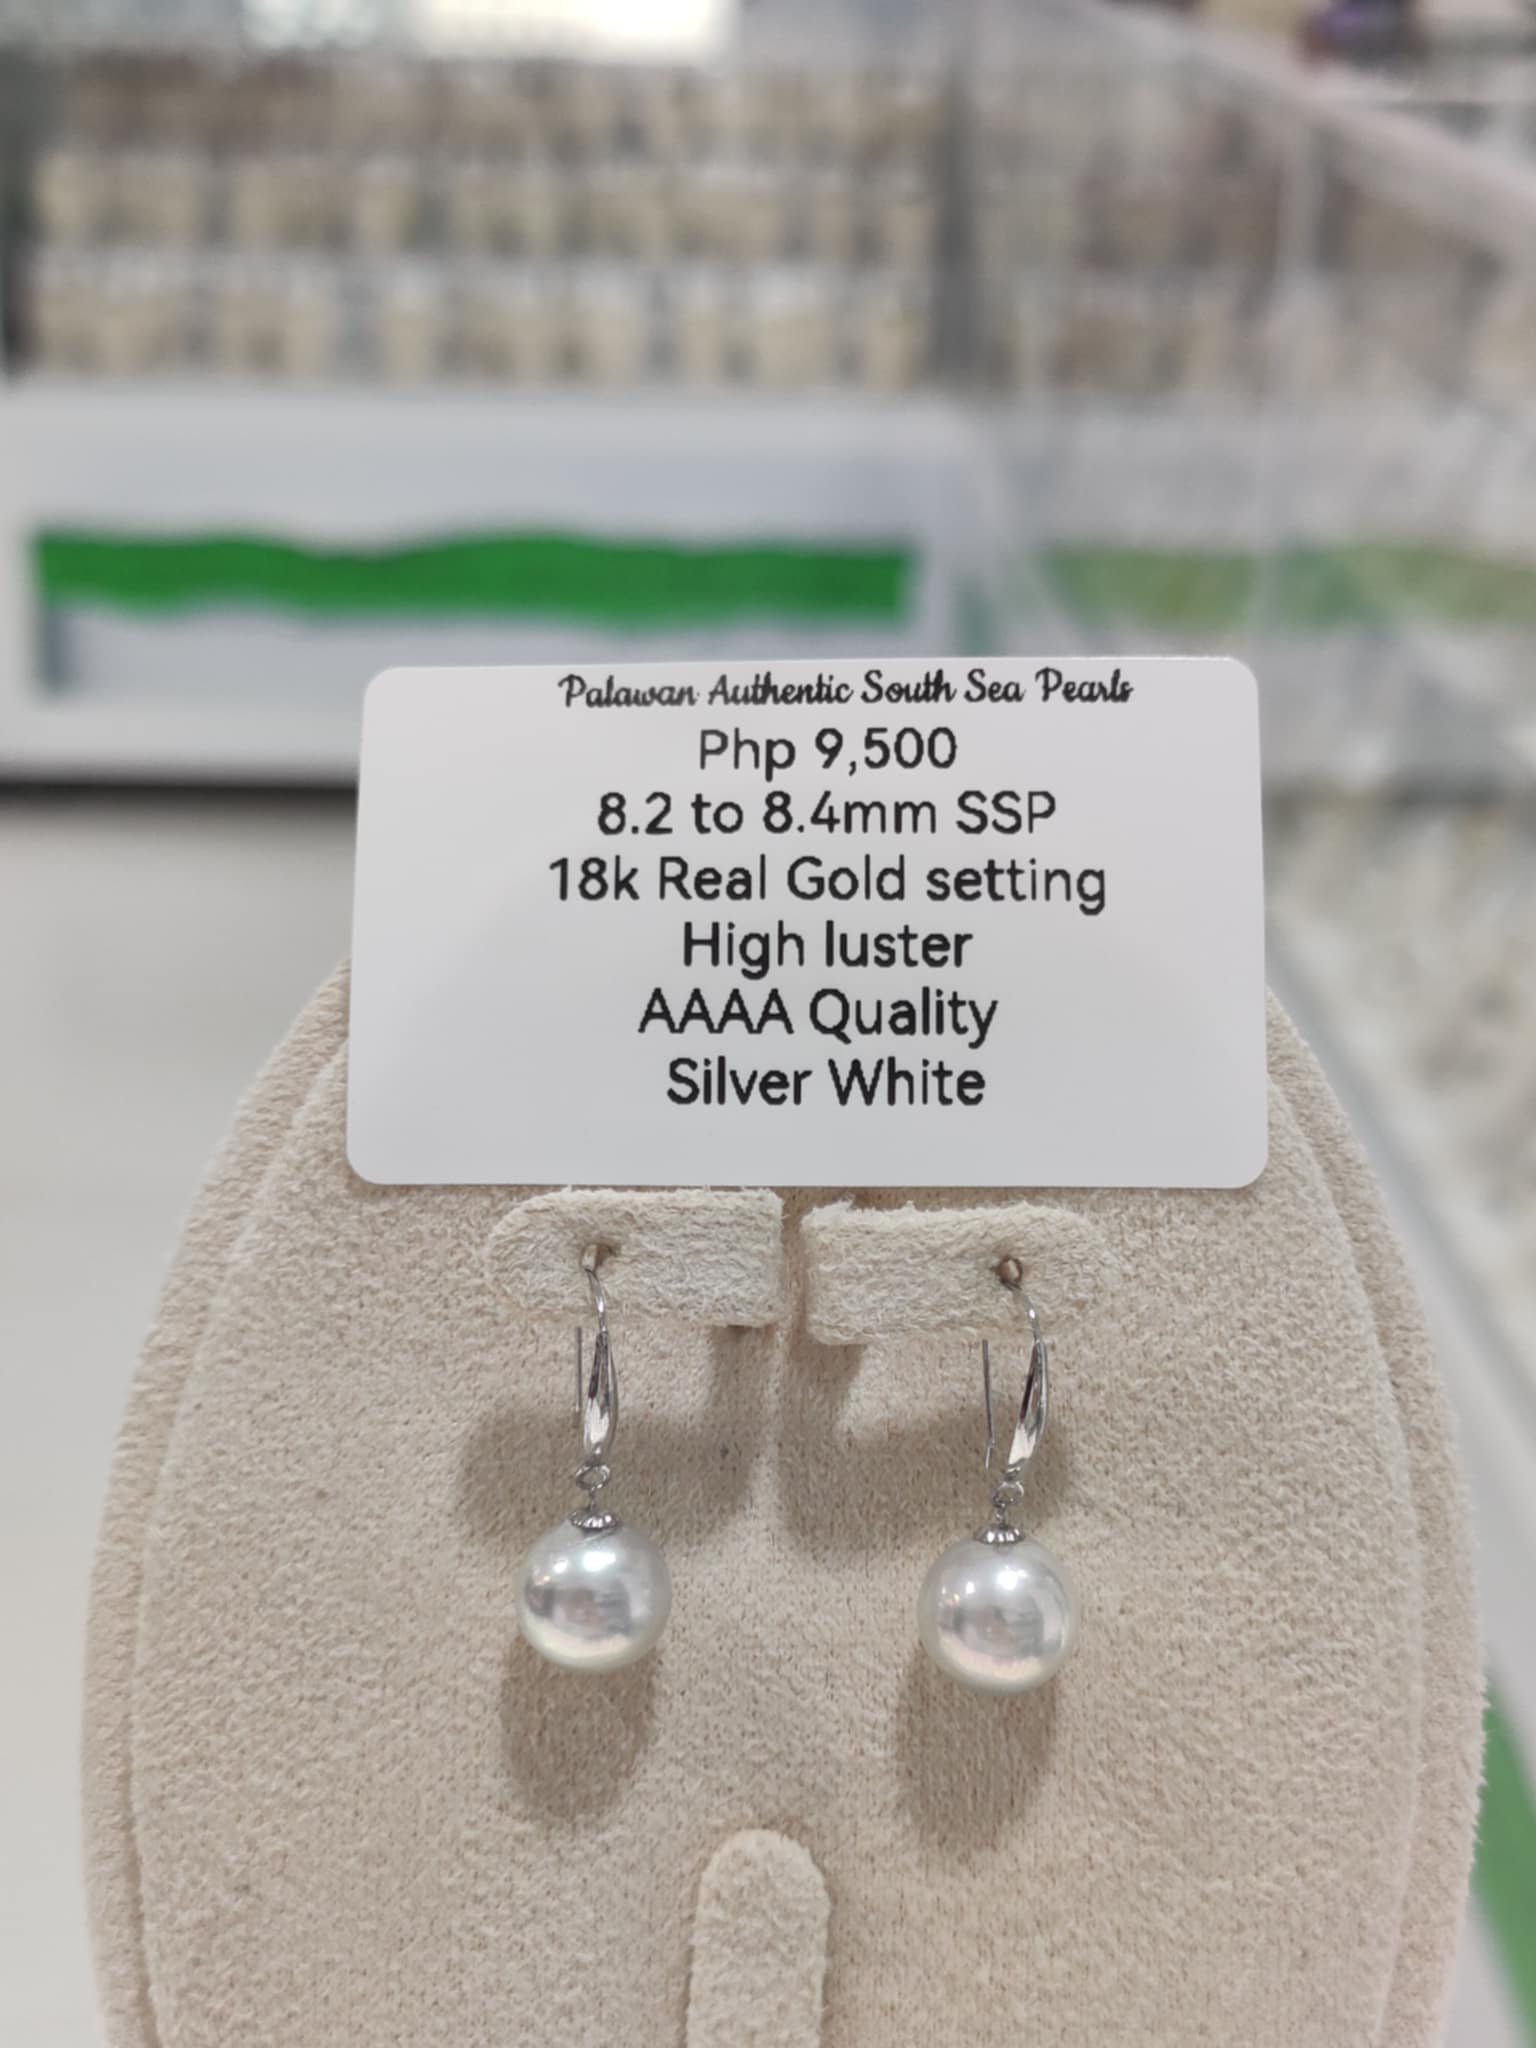 Palawan Authentic South Sea Pearls
Php 9,500
8.2 to 8.4mm SSP
18k Real Gold setting
High luster
AAAA Quality
Silver White